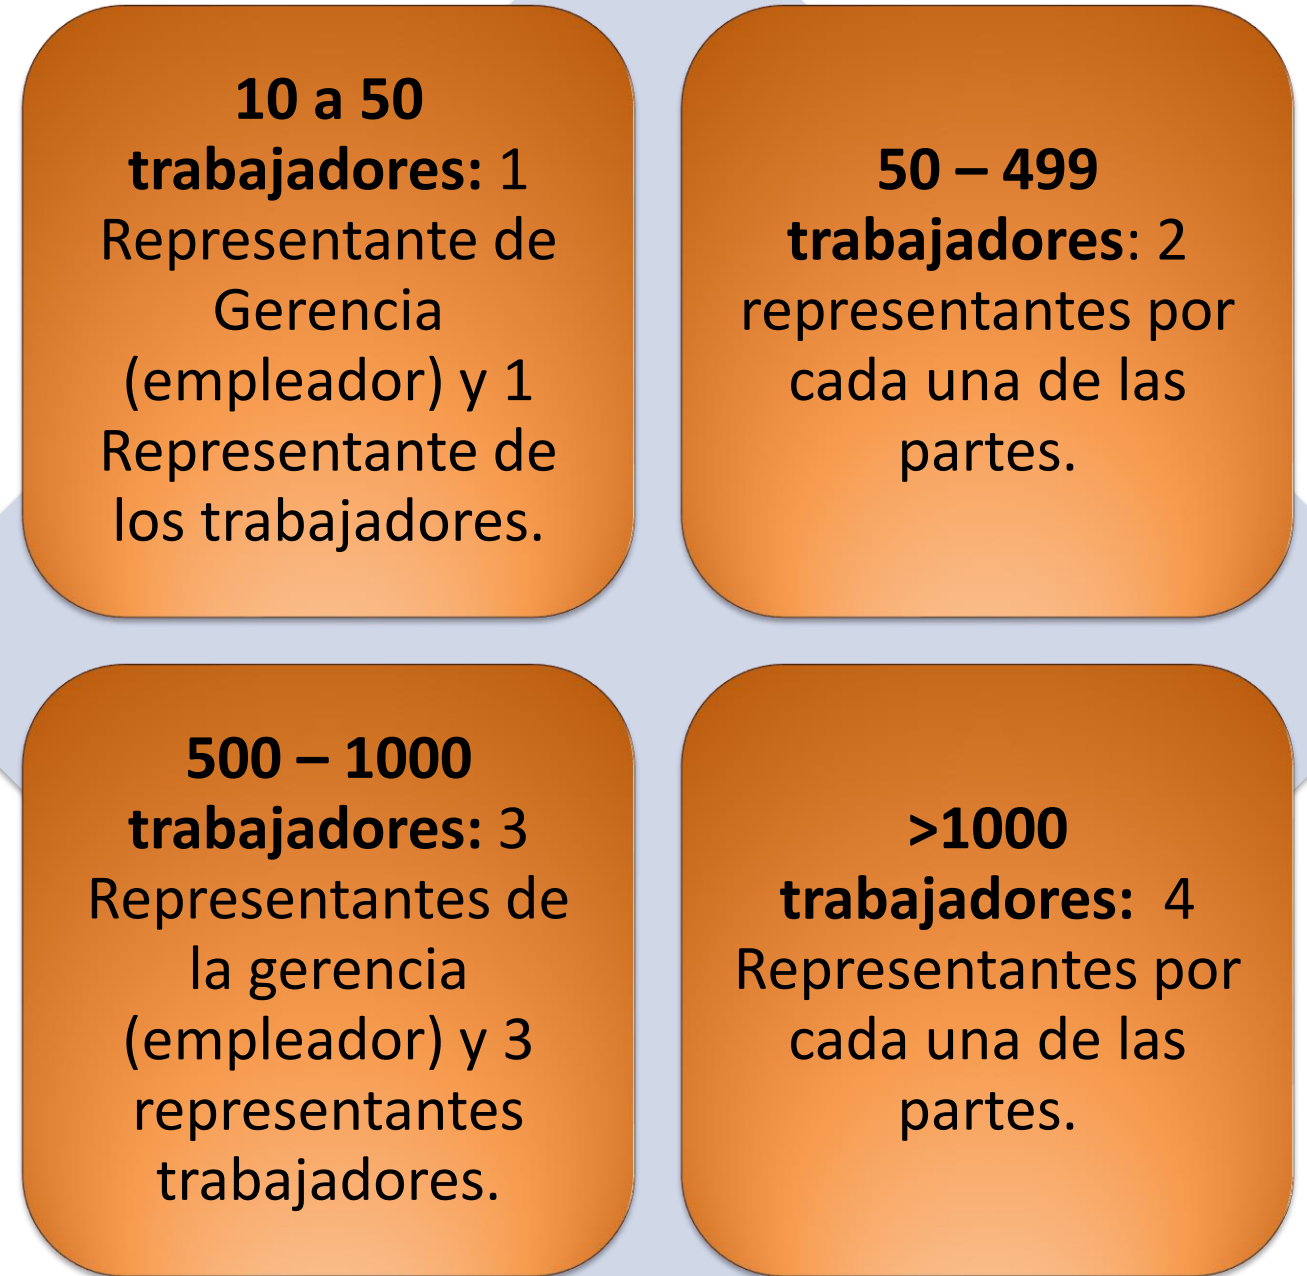 10 a 50
trabajadores: 1
Representante de
Gerencia
(empleador) y 1
Representante de
los trabajadores.
50 – 499
trabajadores: 2
representantes por
cada una de las
partes.
500 – 1000
trabajadores: 3
Representantes de
la gerencia
(empleador) y 3
representantes
trabajadores.
>1000
trabajadores:  4
Representantes por
cada una de las
partes.